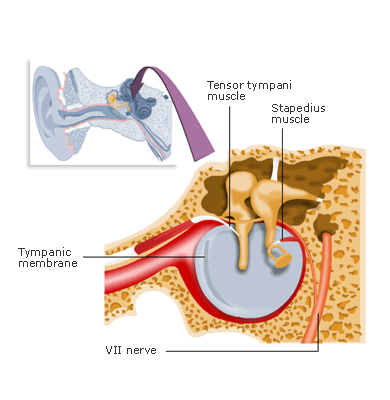 Tensor tympani
muscle
Stapedius
muscle
Tympanic
membrane
VII nerve